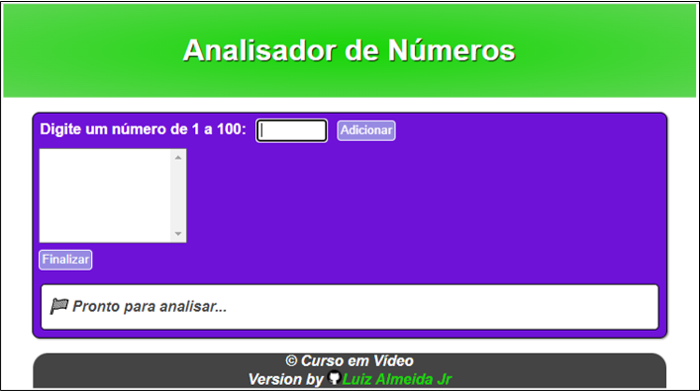 Analisador de Números
Digite um número de 1 a 100: Adicionar
Finalizar
Pronto para analisar...
© Curso em Vídeo
Version by Luiz Almeida Jr